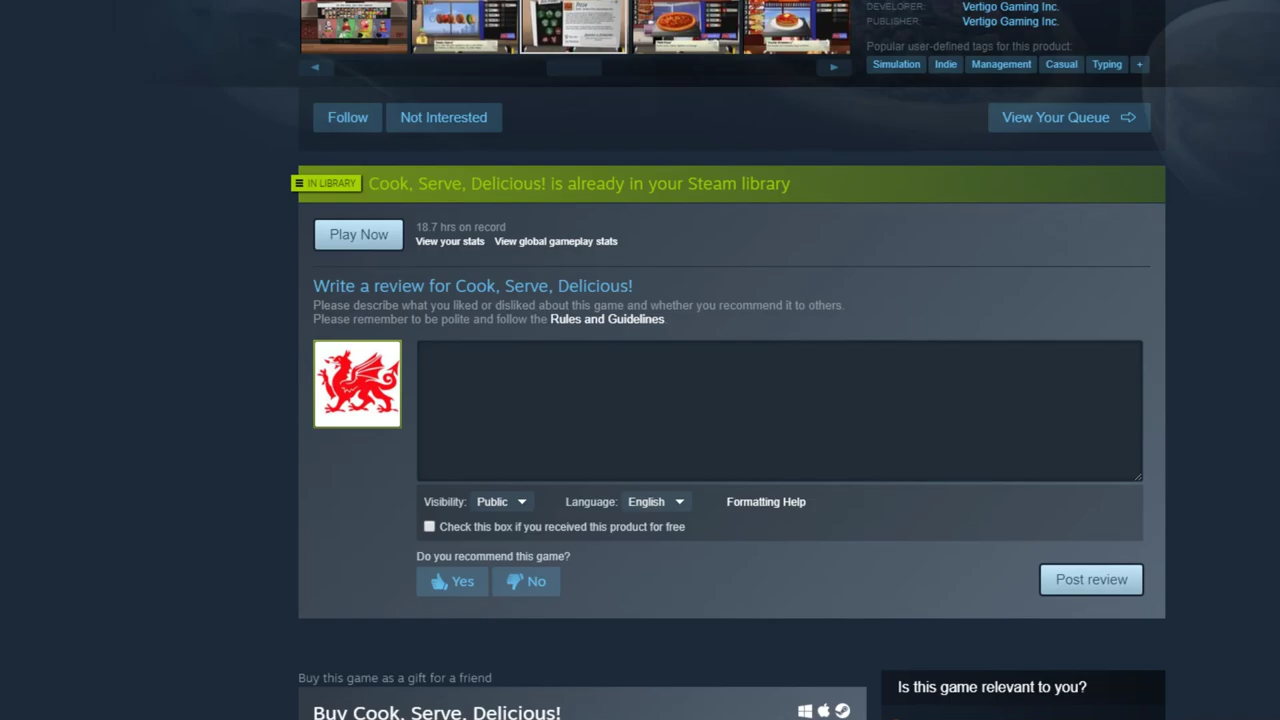 DEVELOPER: Vertigo Gaming Inc.
PUBLISHER: Vertigo Gaming Inc.
Popular user-defined tags for this product:
Simulation Indie Management Casual Typing +
Follow Not Interested View Your Queue
IN LIBRARY Cook, Serve, Delicious! is already in your Steam library
Play Now
18.7 hrs on record
View your stats View global gameplay stats
Write a review for Cook, Serve, Delicious!
Please describe what you liked or disliked about this game and whether you recommend it to others.
Please remember to be polite and follow the Rules and Guidelines.
Visibility: Public Language: English Formatting Help
Check this box if you received this product for free
Do you recommend this game?
Yes No
Post review
Buy this game as a gift for a friend
Is this game relevant to you?
Buy Cook, Serve, Delicious!